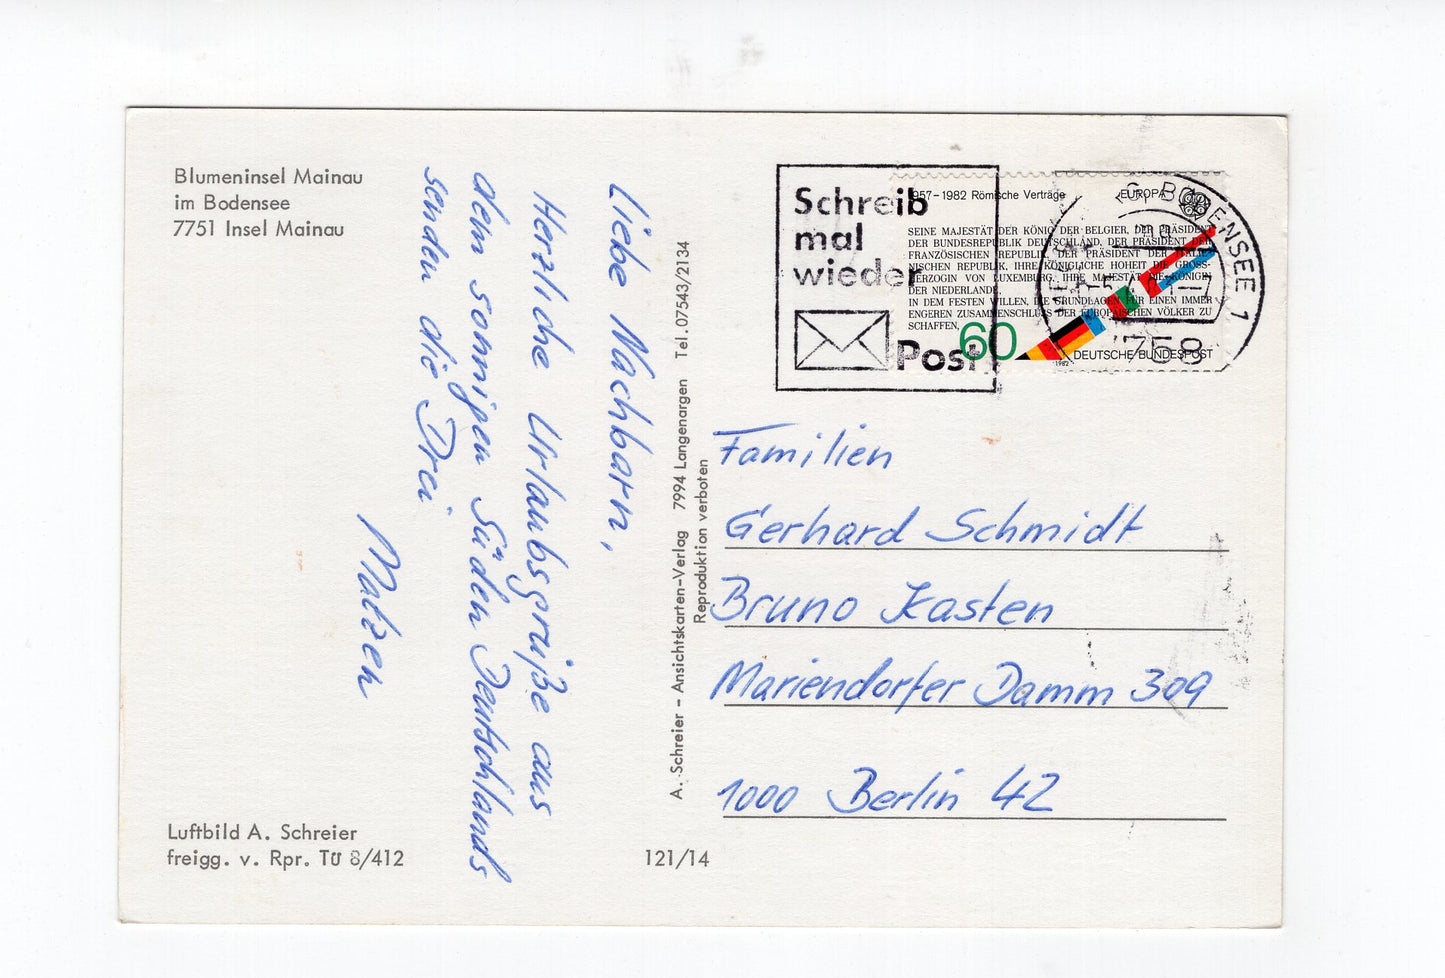 Blumeninsel Mainau
im Bodensee
7751 Insel Mainau
Liebe Nachbarn,
Herzliche Urlaubsgrüße aus
dem sonnigen Süden Deutschlands
senden die Drei
Matzen
Luftbild A. Schreier
freigg. v. Rpr. TÜ 8/412
121/14
A. Schreier – Ansichtskarten-Verlag 7994 Langenargen Tel. 07543/2134
Reproduktion verboten
Schreib
mal
wieder
Post
1957–1982 Römische Verträge EUROPA
SEINE MAJESTÄT DER KÖNIG DER BELGIER, DER PRÄSIDENT
DER BUNDESREPUBLIK DEUTSCHLAND, DER PRÄSIDENT DER
FRANZÖSISCHEN REPUBLIK, DER PRÄSIDENT DER ITALIE-
NISCHEN REPUBLIK, IHRE KÖNIGLICHE HOHEIT DIE GROSS-
HERZOGIN VON LUXEMBURG, IHRE MAJESTÄT DIE KÖNIGIN
DER NIEDERLANDE,
IN DEM FESTEN WILLEN, DIE GRUNDLAGEN FÜR EINEN IMMER
ENGEREN ZUSAMMENSCHLUSS DER EUROPÄISCHEN VÖLKER ZU
SCHAFFEN,
60
DEUTSCHE BUNDESPOST
1982
BODENSEE 1
Familien
Gerhard Schmidt
Bruno Kasten
Mariendorfer Damm 309
1000 Berlin 42